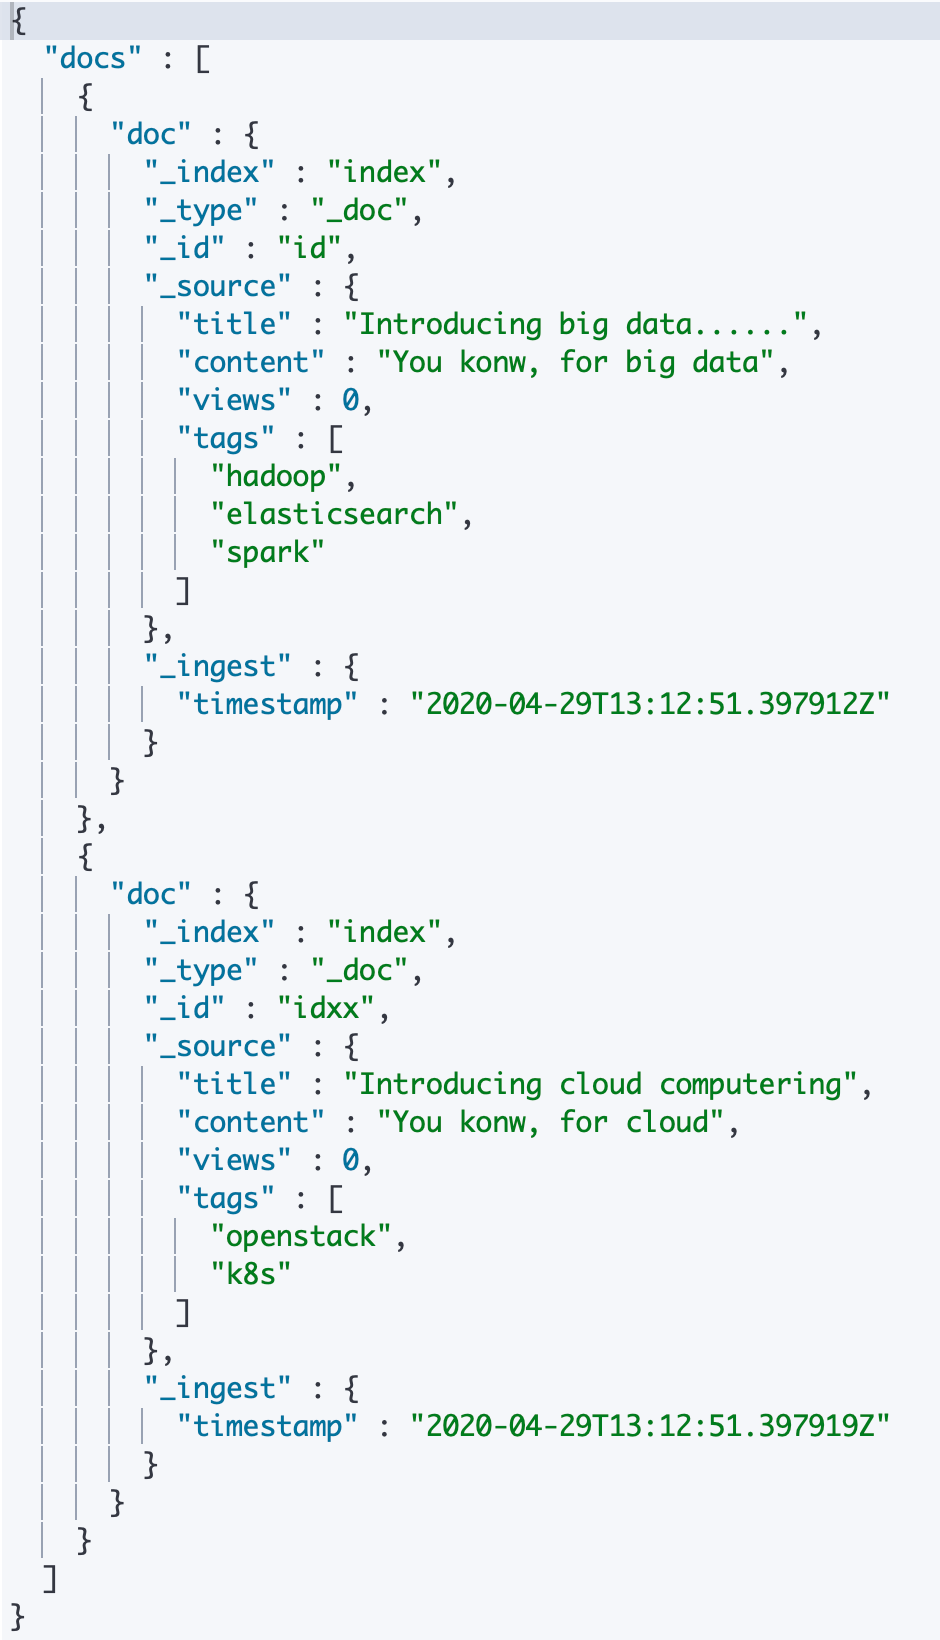 {
  "docs" : [
    {
      "doc" : {
        "_index" : "index",
        "_type" : "_doc",
        "_id" : "id",
        "_source" : {
          "title" : "Introducing big data......",
          "content" : "You konw, for big data",
          "views" : 0,
          "tags" : [
            "hadoop",
            "elasticsearch",
            "spark"
          ]
        },
        "_ingest" : {
          "timestamp" : "2020-04-29T13:12:51.397912Z"
        }
      }
    },
    {
      "doc" : {
        "_index" : "index",
        "_type" : "_doc",
        "_id" : "idxx",
        "_source" : {
          "title" : "Introducing cloud computering",
          "content" : "You konw, for cloud",
          "views" : 0,
          "tags" : [
            "openstack",
            "k8s"
          ]
        },
        "_ingest" : {
          "timestamp" : "2020-04-29T13:12:51.397919Z"
        }
      }
    }
  ]
}